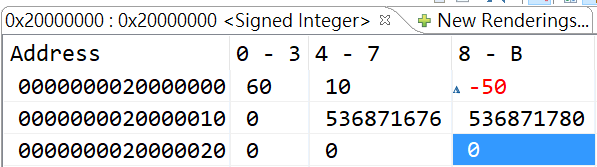 0x20000000 : 0x20000000 <Signed Integer> New Renderings...
Address 0 - 3 4 - 7 8 - B
0000000020000000 60 10 -50
0000000020000010 0 536871676 536871780
0000000020000020 0 0 0